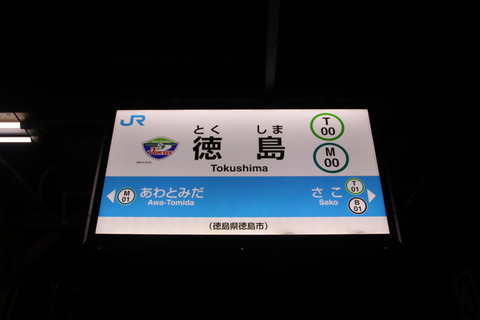 JR
とくしま
徳島
Tokushima
T
00
M
00
M
01
あわとみだ
Awa-Tomida
さこ
Sako
T
01
B
01
(徳島県徳島市)